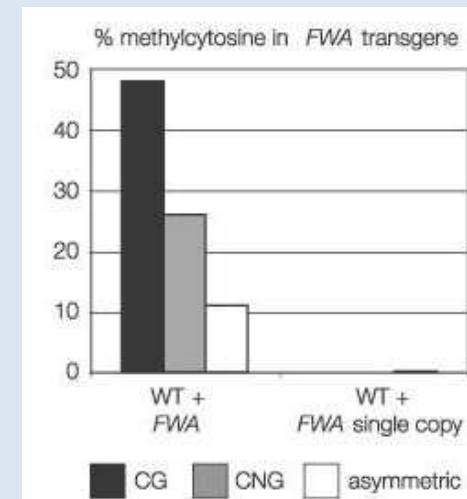 % methylcytosine in FWA transgene
50
40
30
20
10
0
WT +
FWA
WT +
FWA single copy
CG
CNG
asymmetric